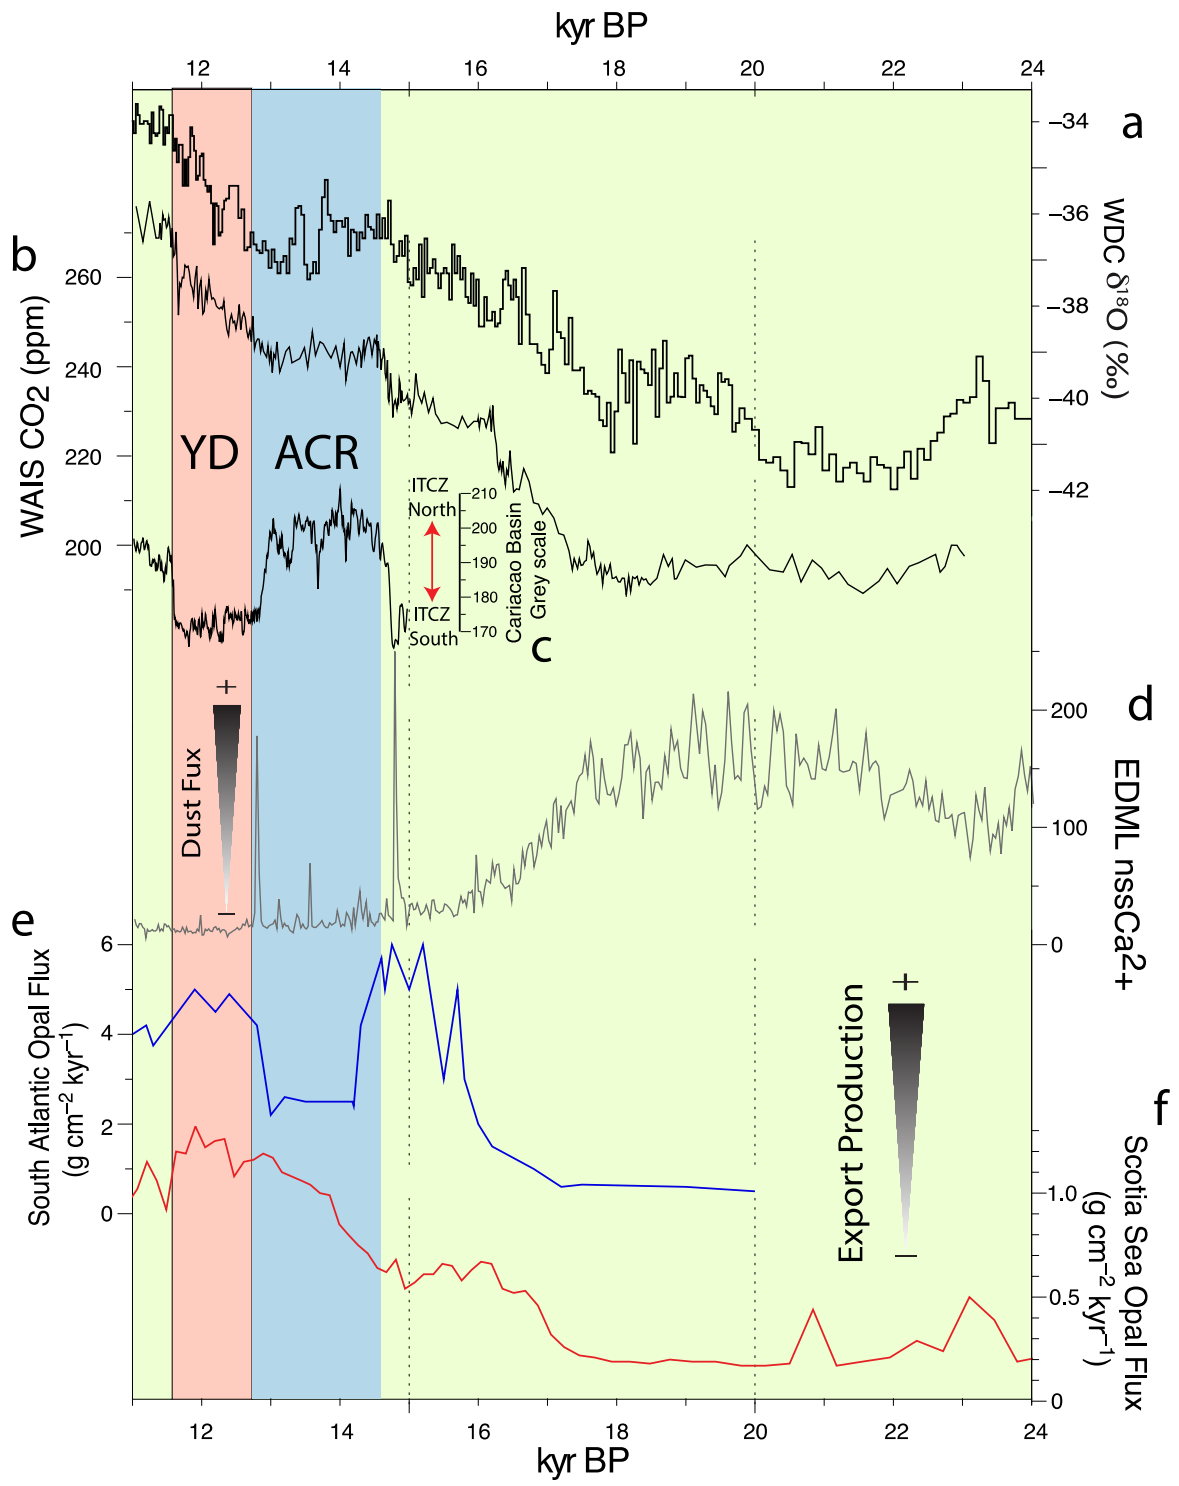 kyr BP
12 14 16 18 20 22 24
a
−34
−36
−38
−40
−42
WDC δ18O (‰)
b
260
240
220
200
WAIS CO2 (ppm)
YD ACR
ITCZ
North
ITCZ
South
210
200
190
180
170
Cariacao Basin
Grey scale
c
+
Dust Fux
d
200
100
0
EDML nssCa2+
e
6
4
2
0
South Atlantic Opal Flux
(g cm−2 kyr−1)
+
Export Production
f
1.0
0.5
0
Scotia Sea Opal Flux
(g cm−2 kyr−1)
12 14 16 18 20 22 24
kyr BP